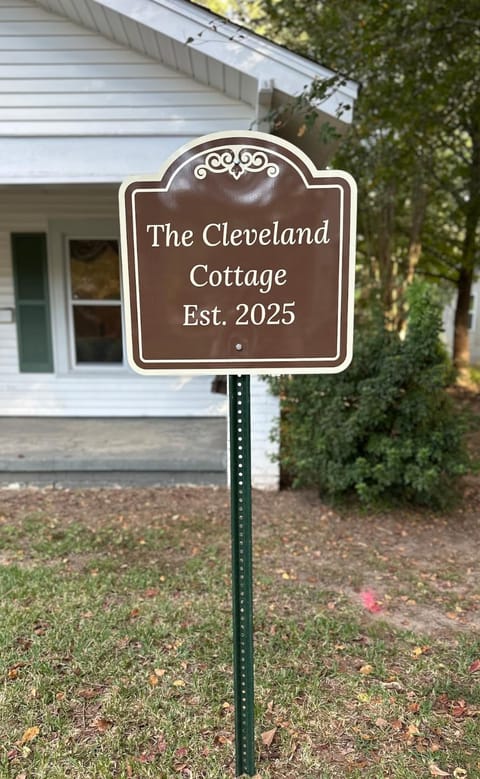 The Cleveland
Cottage
Est. 2025